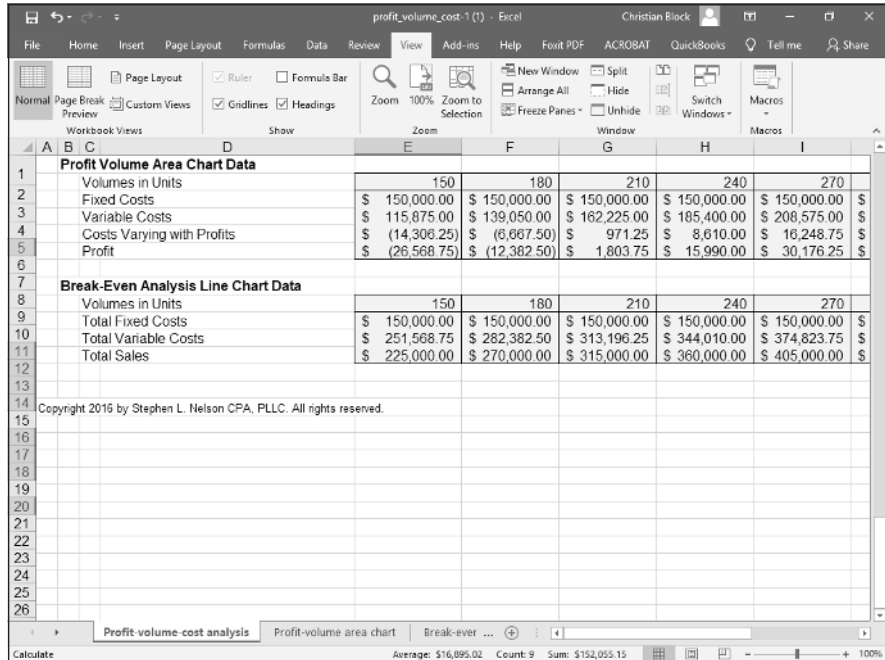 profit_volume_cost-1 (1) - Excel Christian Block
File Home Insert Page Layout Formulas Data Review View Add-ins Help Foxit PDF ACROBAT QuickBooks Tell me Share
Normal Page Break Preview Page Layout Custom Views
Workbook Views
Ruler Formula Bar
Gridlines Headings
Show
Zoom 100% Zoom to Selection
Zoom
New Window Arrange All Freeze Panes
Split Hide Unhide
Switch Windows
Window
Macros
Macros
A B C D E F G H I
1 Profit Volume Area Chart Data
Volumes in Units 150 180 210 240 270
2 Fixed Costs $ 150,000.00 $ 150,000.00 $ 150,000.00 $ 150,000.00 $ 150,000.00 $
3 Variable Costs $ 115,875.00 $ 139,050.00 $ 162,225.00 $ 185,400.00 $ 208,575.00 $
4 Costs Varying with Profits $ (14,306.25) $ (6,667.50) $ 971.25 $ 8,610.00 $ 16,248.75 $
5 Profit $ (26,568.75) $ (12,382.50) $ 1,803.75 $ 15,990.00 $ 30,176.25 $
6
7 Break-Even Analysis Line Chart Data
8 Volumes in Units 150 180 210 240 270
9 Total Fixed Costs $ 150,000.00 $ 150,000.00 $ 150,000.00 $ 150,000.00 $ 150,000.00 $
10 Total Variable Costs $ 251,568.75 $ 282,382.50 $ 313,196.25 $ 344,010.00 $ 374,823.75 $
11 Total Sales $ 225,000.00 $ 270,000.00 $ 315,000.00 $ 360,000.00 $ 405,000.00 $
12
13
14 Copyright 2016 by Stephen L. Nelson CPA, PLLC. All rights reserved.
15
16
17
18
19
20
21
22
23
24
25
26
Profit-volume-cost analysis Profit-volume area chart Break-ever ...
Calculate Average: $16,895.02 Count: 9 Sum: $152,055.15 100%